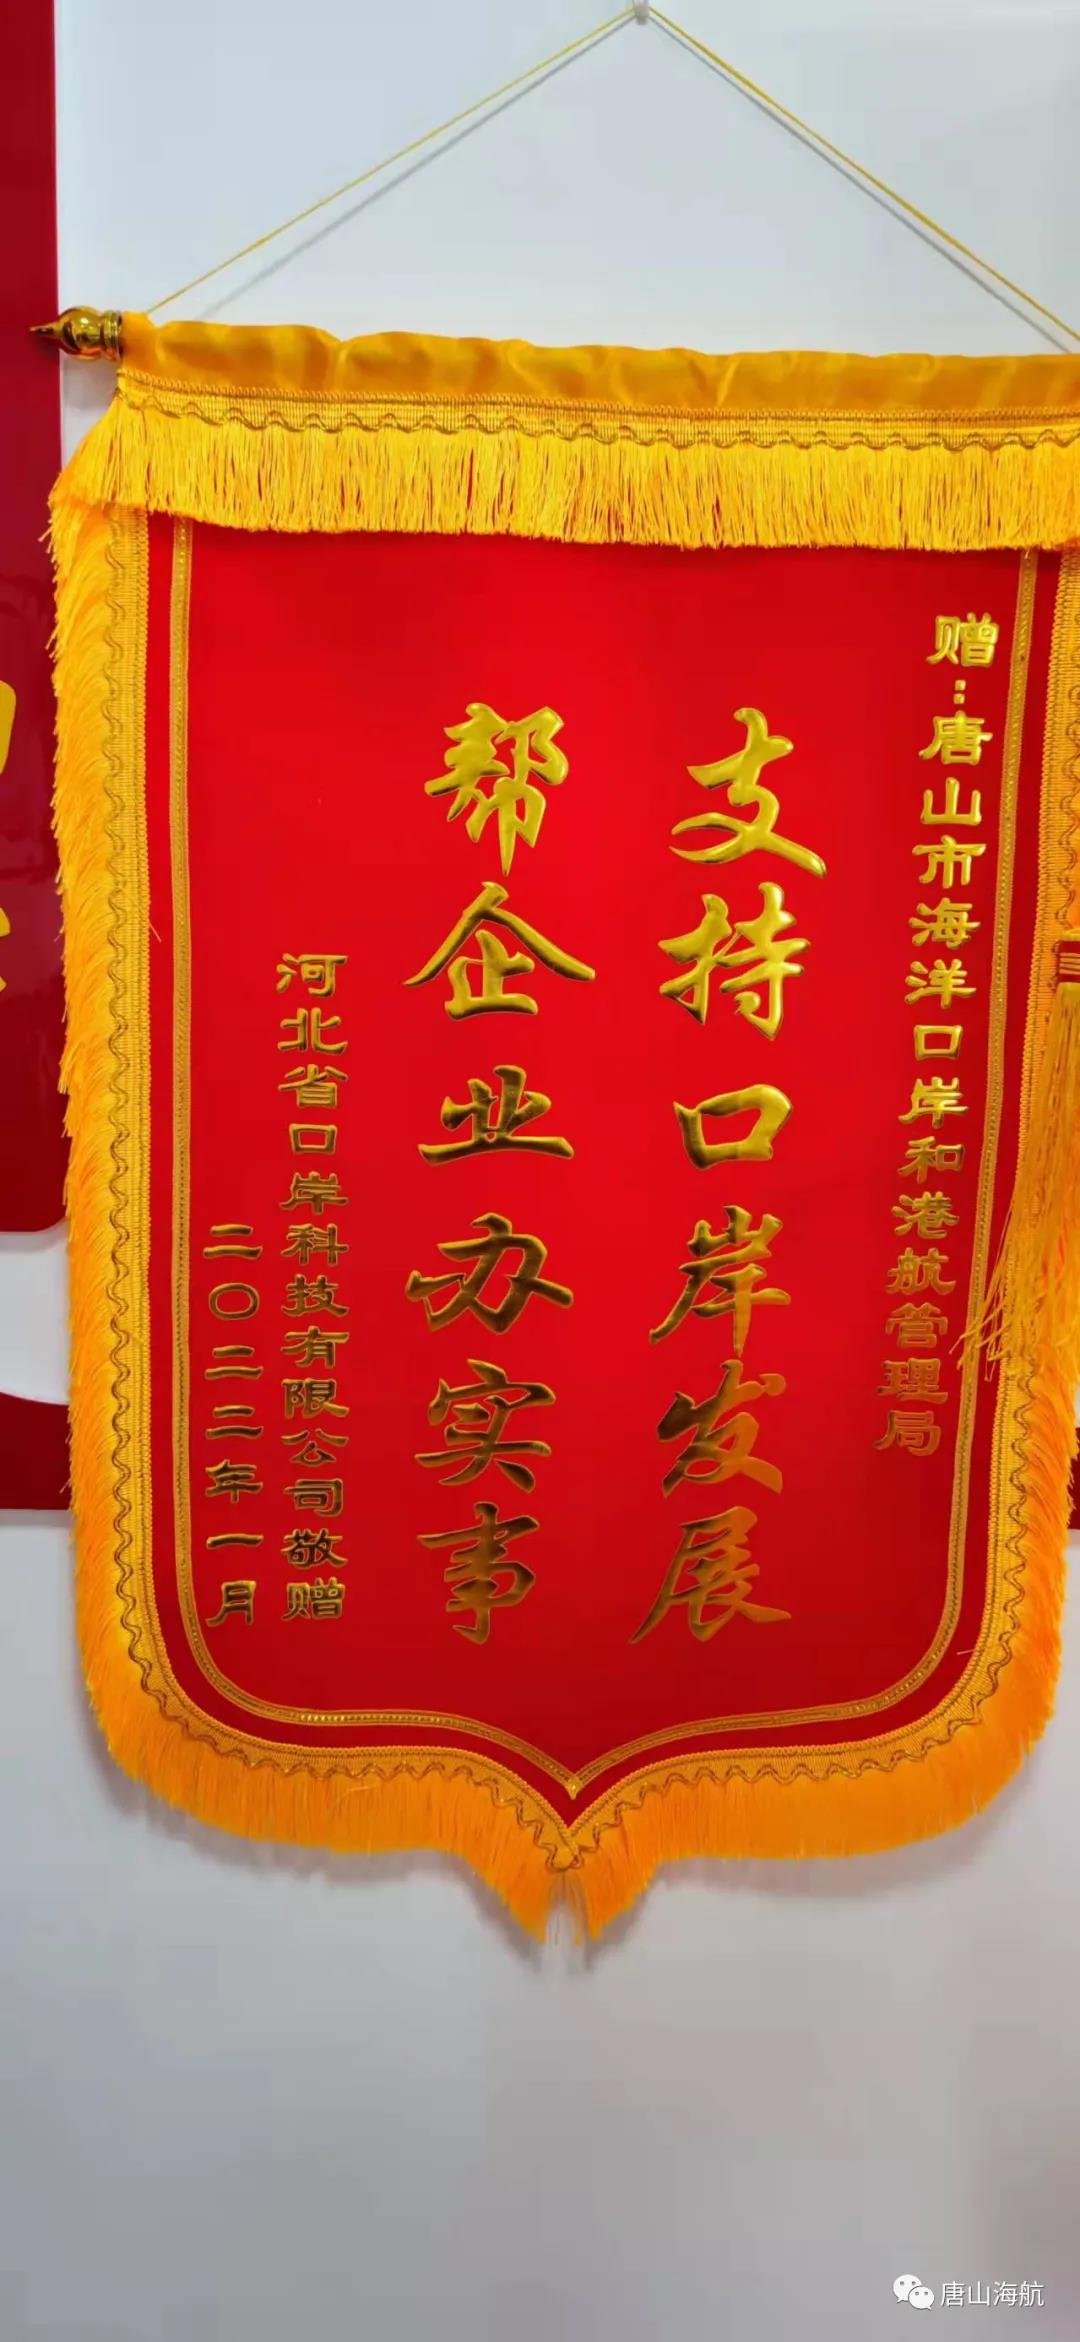 赠:唐山市海洋口岸和港航管理局
支持口岸发展
帮企业办实事
河北省口岸科技有限公司敬赠
二〇二二年一月
唐山海航